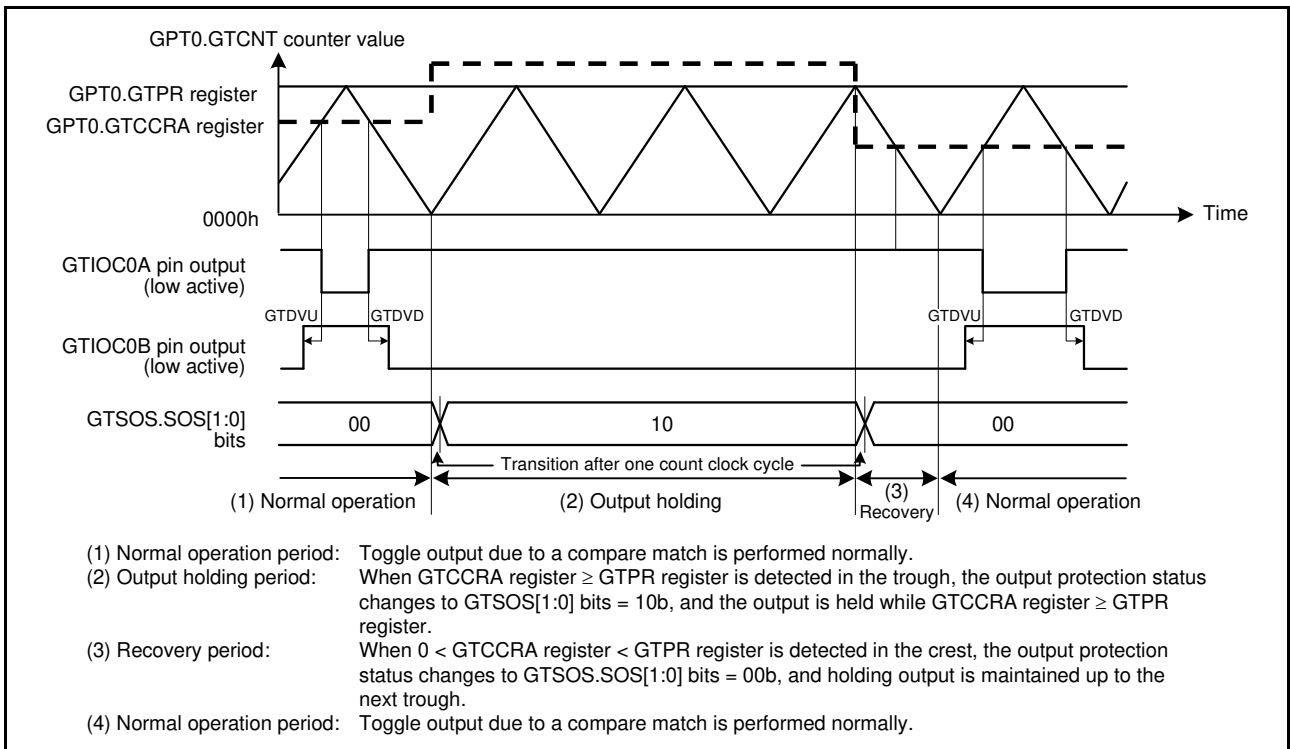 GPT0.GTCNT counter value
GPT0.GTPR register
GPT0.GTCCRA register
0000h
Time
GTIOC0A pin output
(low active)
GTDVU
GTDVD
GTDVU
GTDVD
GTIOC0B pin output
(low active)
GTSOS.SOS[1:0]
bits
00
10
00
Transition after one count clock cycle
(1) Normal operation
(2) Output holding
(3)
Recovery
(4) Normal operation
(1) Normal operation period: Toggle output due to a compare match is performed normally.
(2) Output holding period: When GTCCRA register ≥ GTPR register is detected in the trough, the output protection status
changes to GTSOS[1:0] bits = 10b, and the output is held while GTCCRA register ≥ GTPR
register.
(3) Recovery period: When 0 < GTCCRA register < GTPR register is detected in the crest, the output protection
status changes to GTSOS.SOS[1:0] bits = 00b, and holding output is maintained up to the
next trough.
(4) Normal operation period: Toggle output due to a compare match is performed normally.